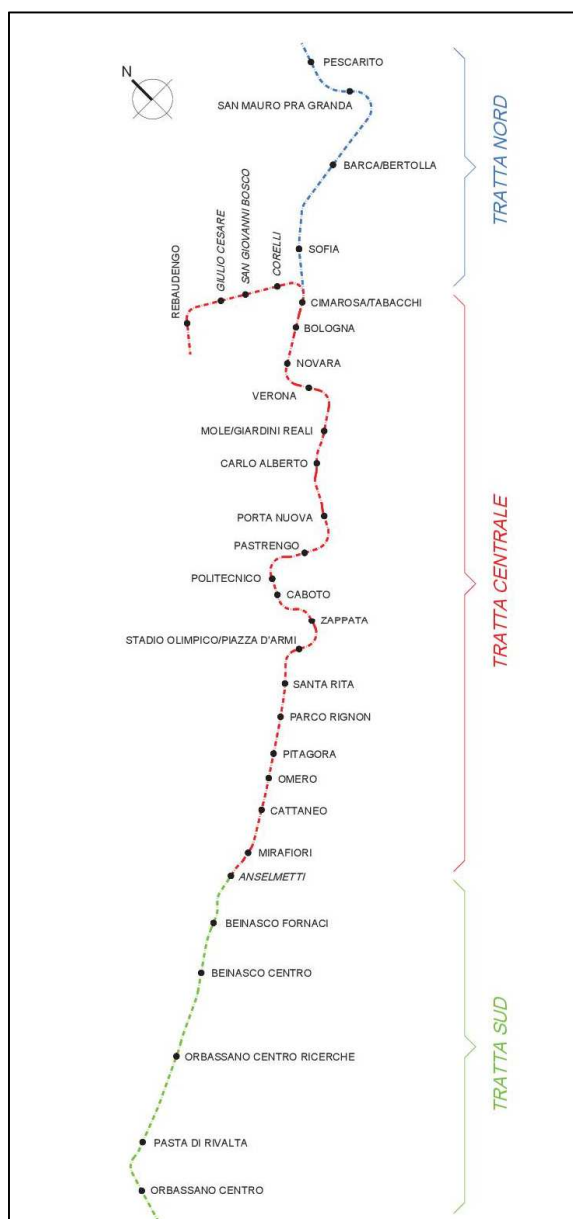 N
PESCARITO
SAN MAURO PRA GRANDA
BARCA/BERTOLLA
TRATTA NORD
SOFIA
REBAUDENGO
GIULIO CESARE
SAN GIOVANNI BOSCO
CORELLI
CIMAROSA/TABACCHI
BOLOGNA
NOVARA
VERONA
MOLE/GIARDINI REALI
CARLO ALBERTO
PORTA NUOVA
PASTRENGO
POLITECNICO
CABOTO
ZAPPATA
STADIO OLIMPICO/PIAZZA D'ARMI
TRATTA CENTRALE
SANTA RITA
PARCO RIGNON
PITAGORA
OMERO
CATTANEO
MIRAFIORI
ANSELMETTI
BEINASCO FORNACI
BEINASCO CENTRO
ORBASSANO CENTRO RICERCHE
TRATTA SUD
PASTA DI RIVALTA
ORBASSANO CENTRO